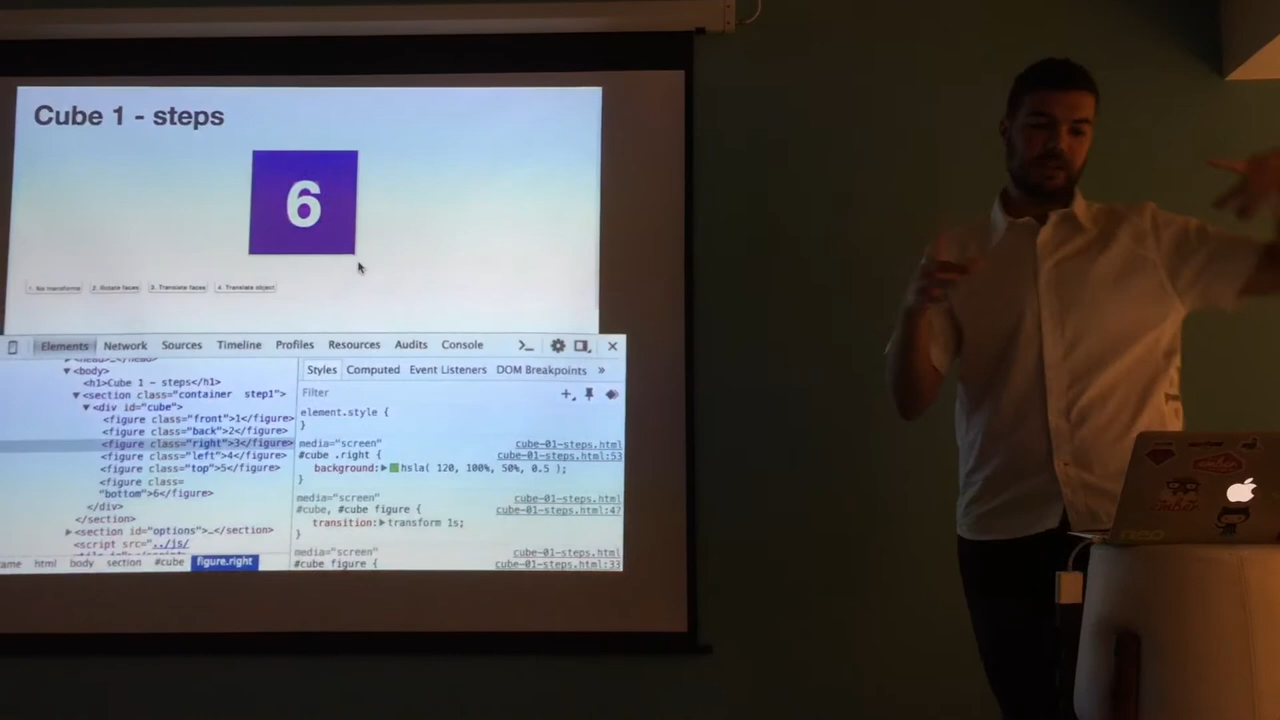 Cube 1 - steps
6
1. No transforms 2. Rotate faces 3. Translate faces 4. Translate object
Elements Network Sources Timeline Profiles Resources Audits Console
▶<head>…</head>
▼<body>
<h1>Cube 1 - steps</h1>
▼<section class="container step1">
▼<div id="cube">
<figure class="front">1</figure>
<figure class="back">2</figure>
<figure class="right">3</figure>
<figure class="left">4</figure>
<figure class="top">5</figure>
<figure class=
"bottom">6</figure>
</div>
</section>
▶<section id="options">…</section>
<script src="../js/
html body section #cube figure.right
Styles Computed Event Listeners DOM Breakpoints »
Filter
element.style {
}
media="screen" cube-01-steps.html
#cube .right { cube-01-steps.html:53
background:▶hsla( 120, 100%, 50%, 0.5 );
}
media="screen" cube-01-steps.html
#cube, #cube figure { cube-01-steps.html:47
transition:▶transform 1s;
}
media="screen" cube-01-steps.html
#cube figure { cube-01-steps.html:33
ember